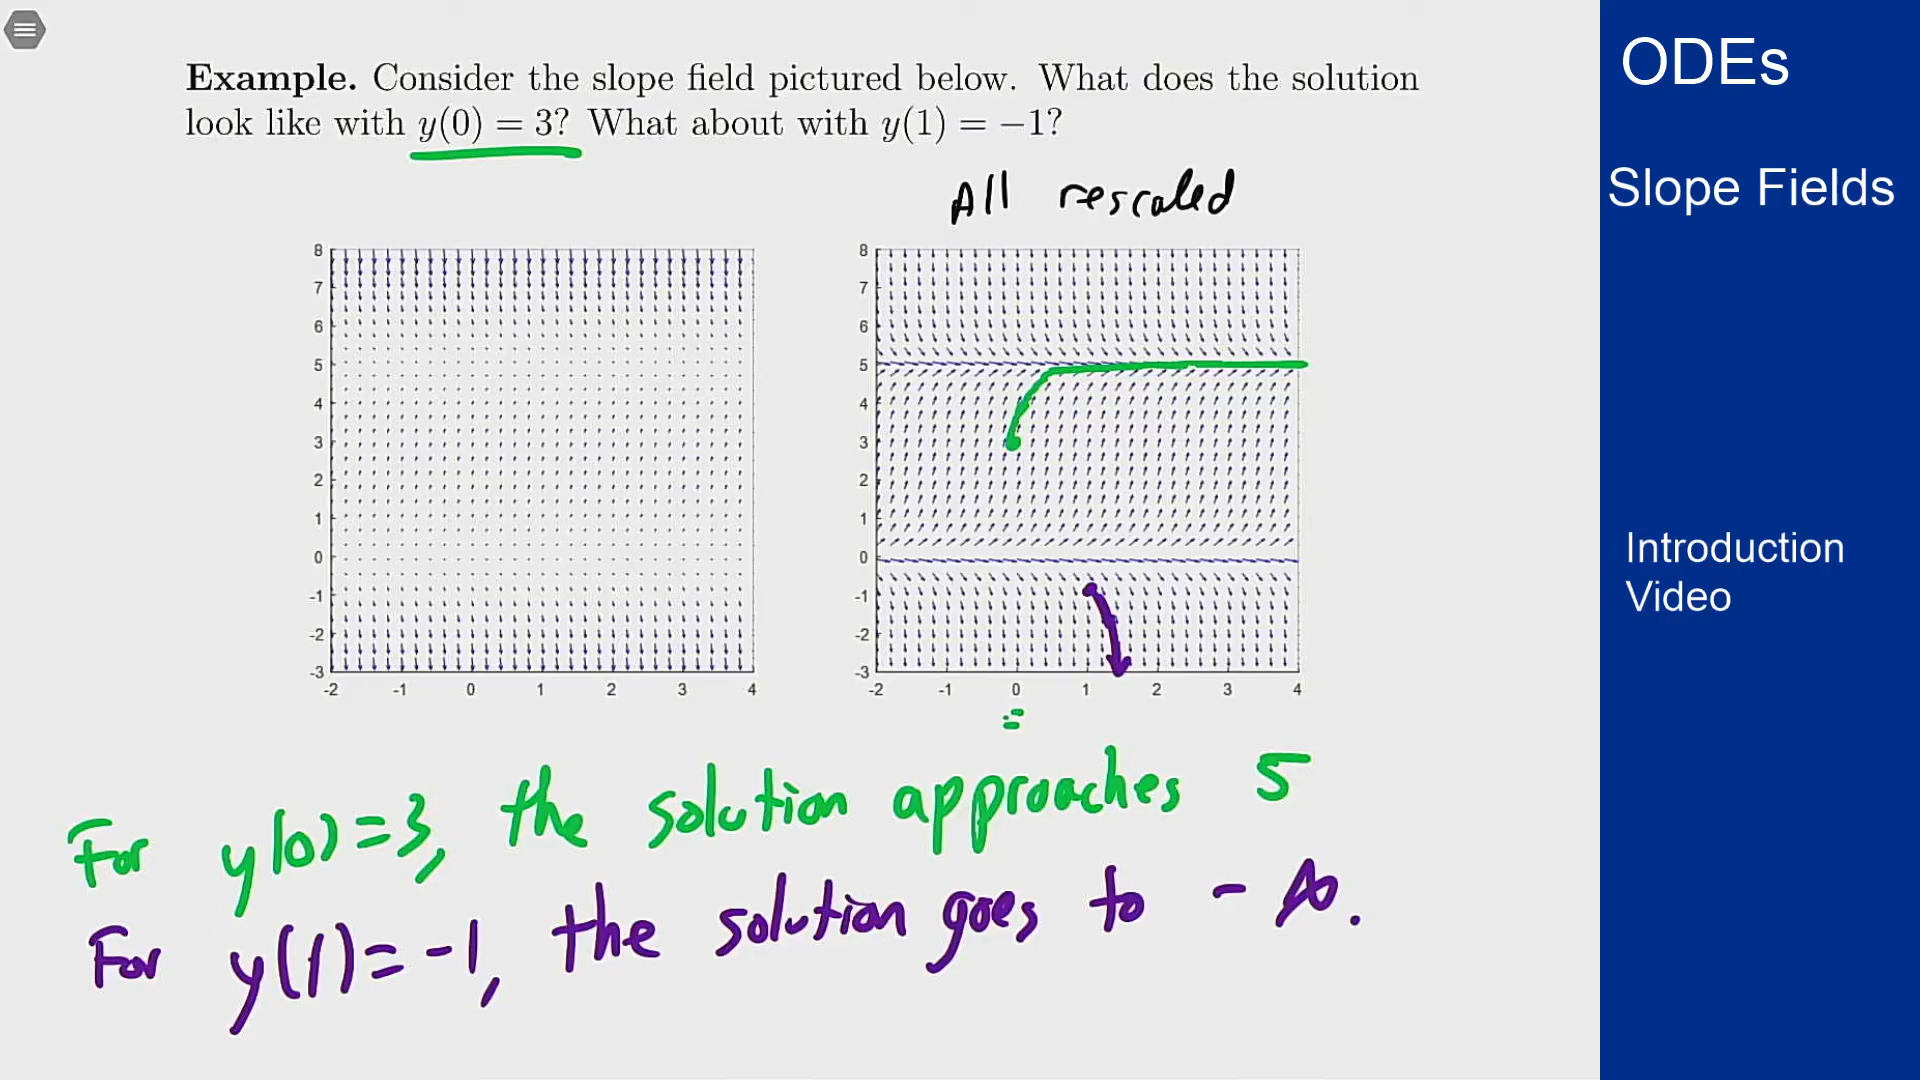 Example. Consider the slope field pictured below. What does the solution
look like with y(0) = 3? What about with y(1) = −1?
All rescaled
8
7
6
5
4
3
2
1
0
-1
-2
-3
-2 -1 0 1 2 3 4
8
7
6
5
4
3
2
1
0
-1
-2
-3
-2 -1 0 1 2 3 4
For y(0)=3, the solution approaches 5
For y(1)=-1, the solution goes to -∞.
ODEs
Slope Fields
Introduction
Video